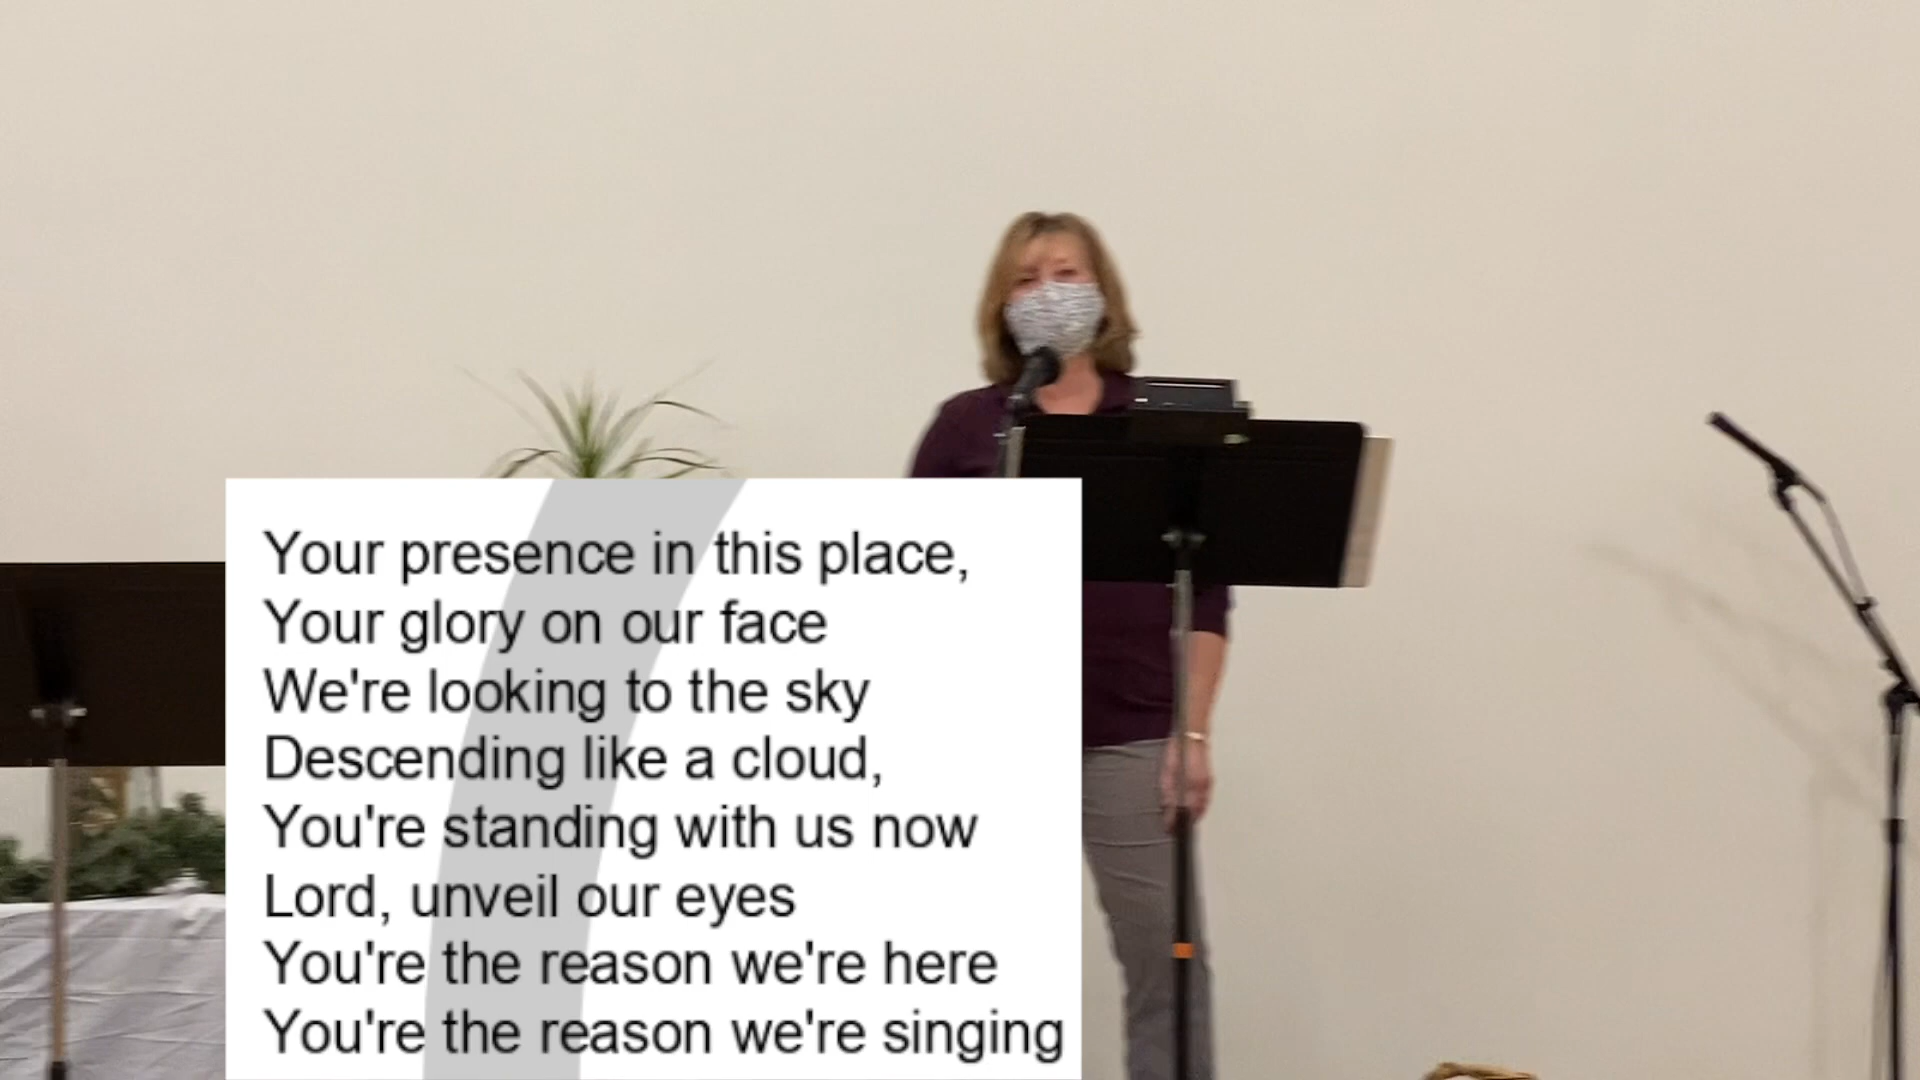 Your presence in this place,
Your glory on our face
We're looking to the sky
Descending like a cloud,
You're standing with us now
Lord, unveil our eyes
You're the reason we're here
You're the reason we're singing